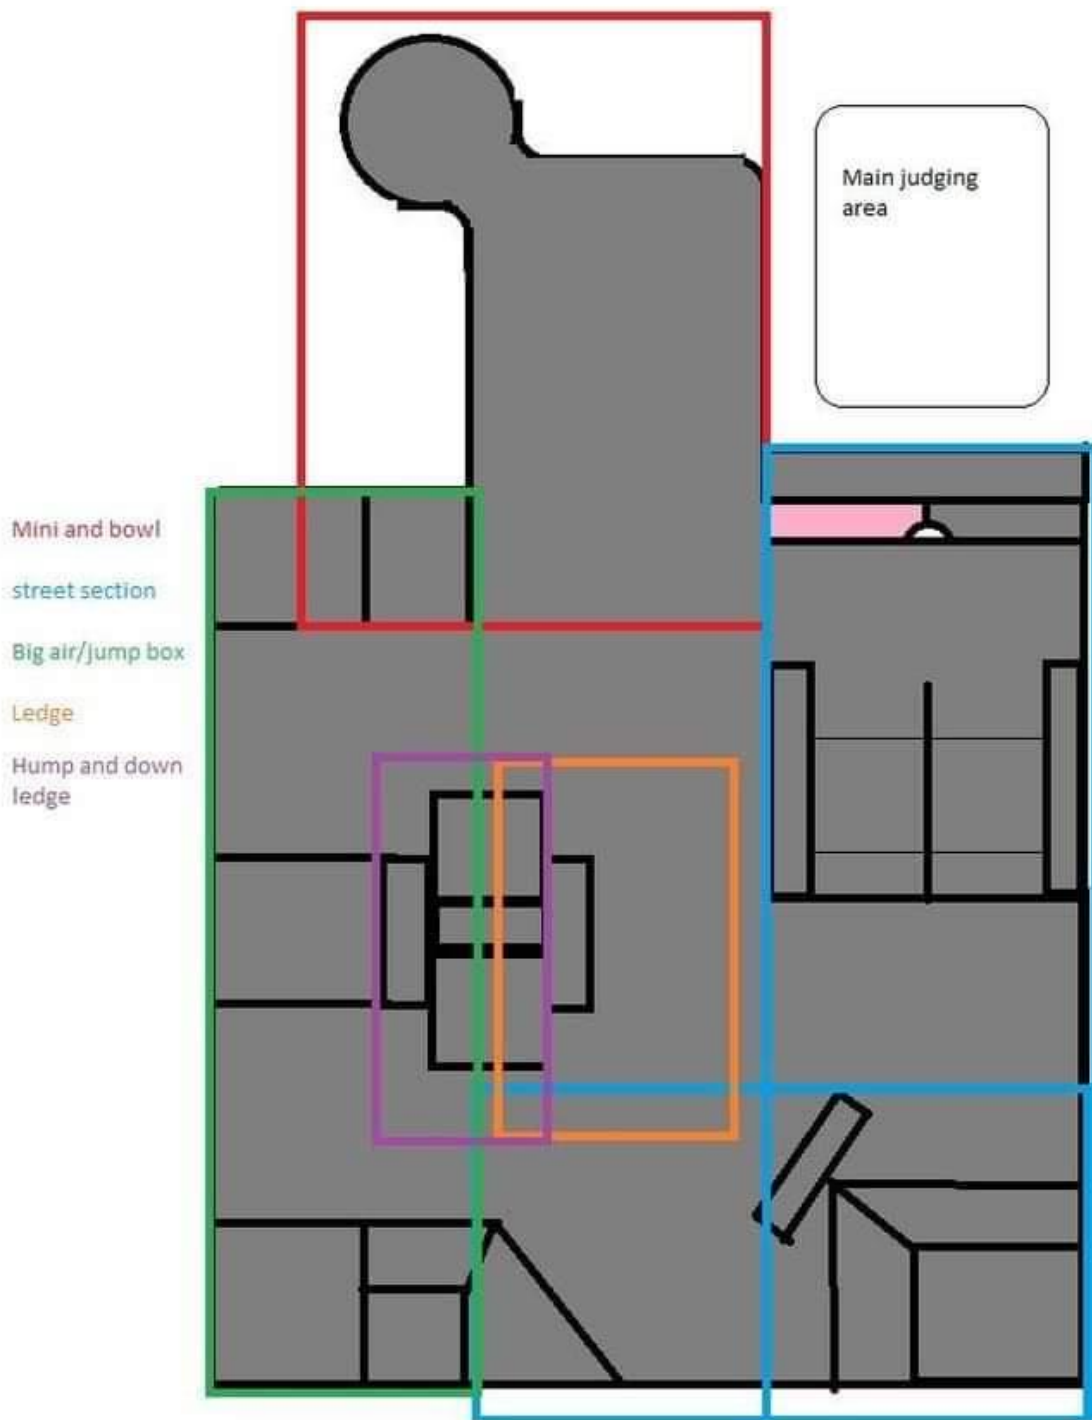 Main judging
area
Mini and bowl
street section
Big air/jump box
Ledge
Hump and down
ledge